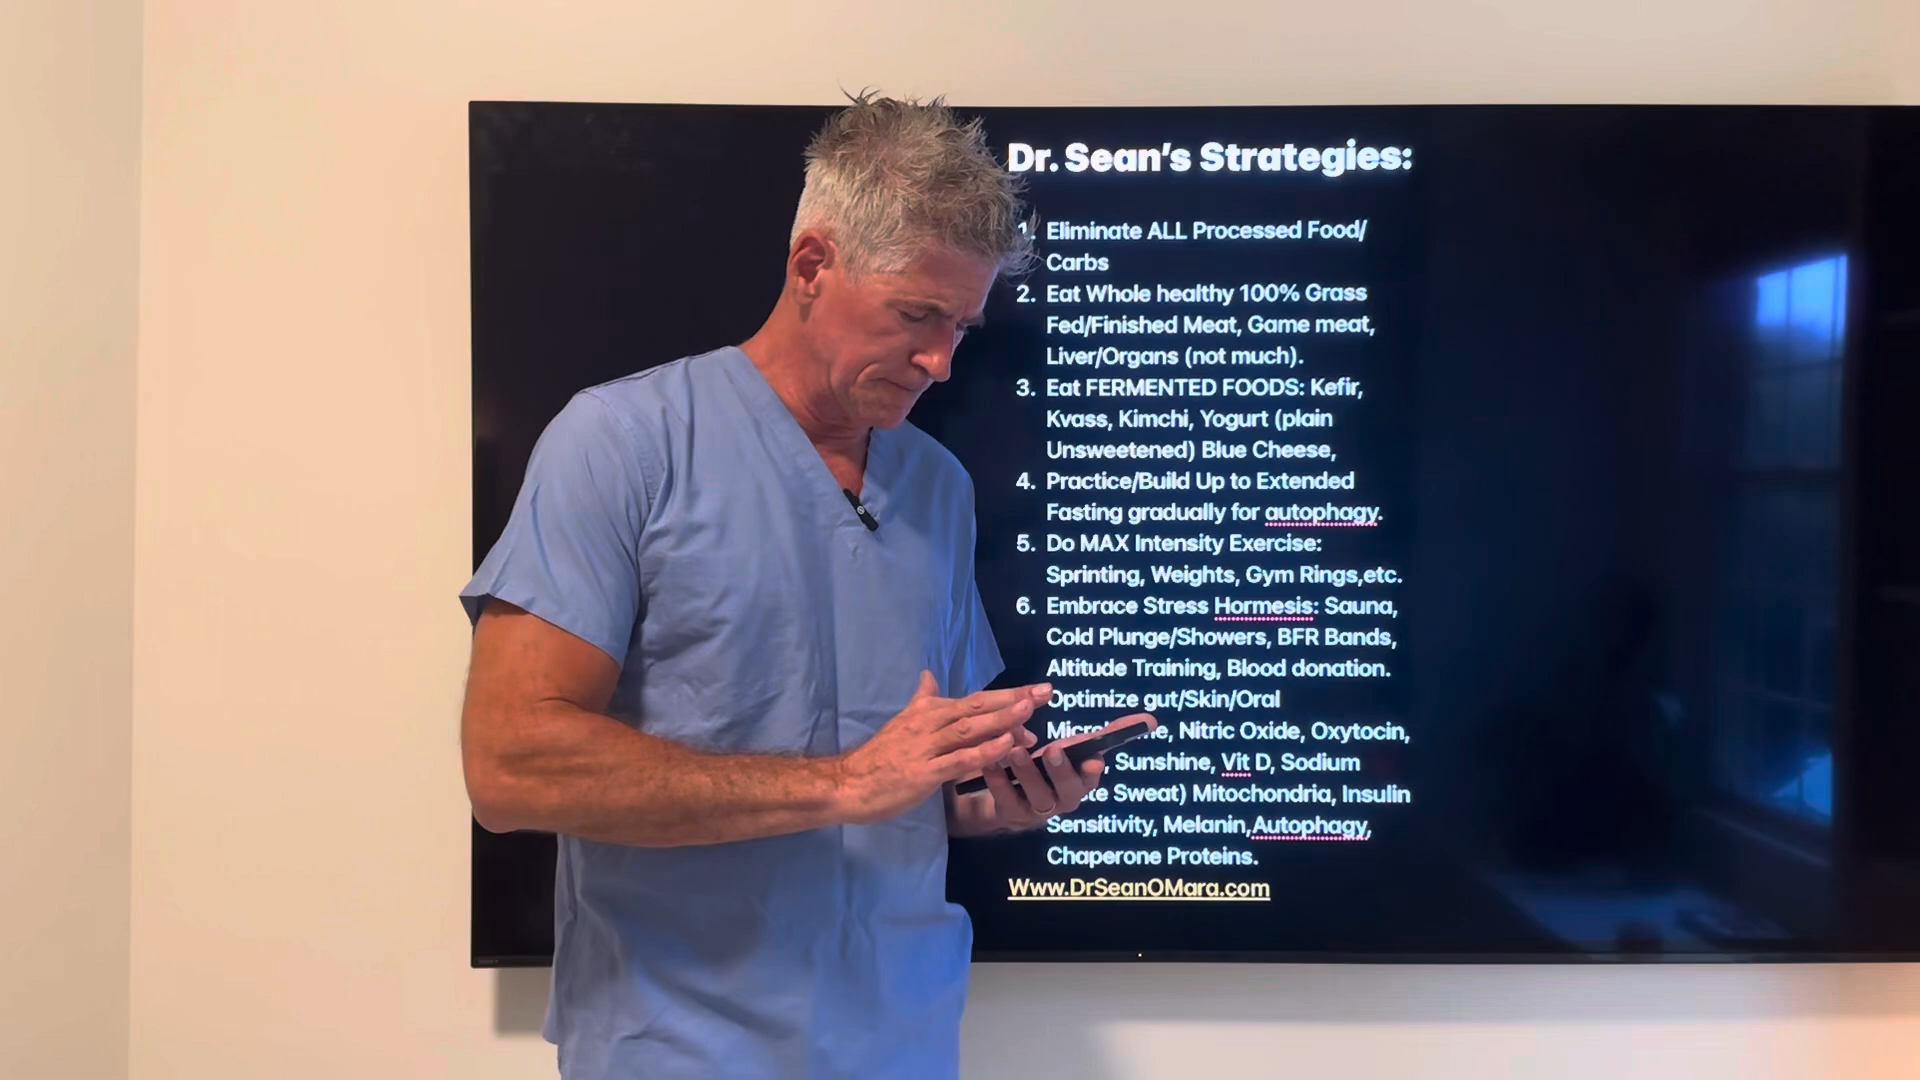 Dr. Sean's Strategies:
1. Eliminate ALL Processed Food/
Carbs
2. Eat Whole healthy 100% Grass
Fed/Finished Meat, Game meat,
Liver/Organs (not much).
3. Eat FERMENTED FOODS: Kefir,
Kvass, Kimchi, Yogurt (plain
Unsweetened) Blue Cheese,
4. Practice/Build Up to Extended
Fasting gradually for autophagy.
5. Do MAX Intensity Exercise:
Sprinting, Weights, Gym Rings,etc.
6. Embrace Stress Hormesis: Sauna,
Cold Plunge/Showers, BFR Bands,
Altitude Training, Blood donation.
Optimize gut/Skin/Oral
Nitric Oxide, Oxytocin,
, Sunshine, Vit D, Sodium
Sweat) Mitochondria, Insulin
Sensitivity, Melanin,Autophagy,
Chaperone Proteins.
Www.DrSeanOMara.com